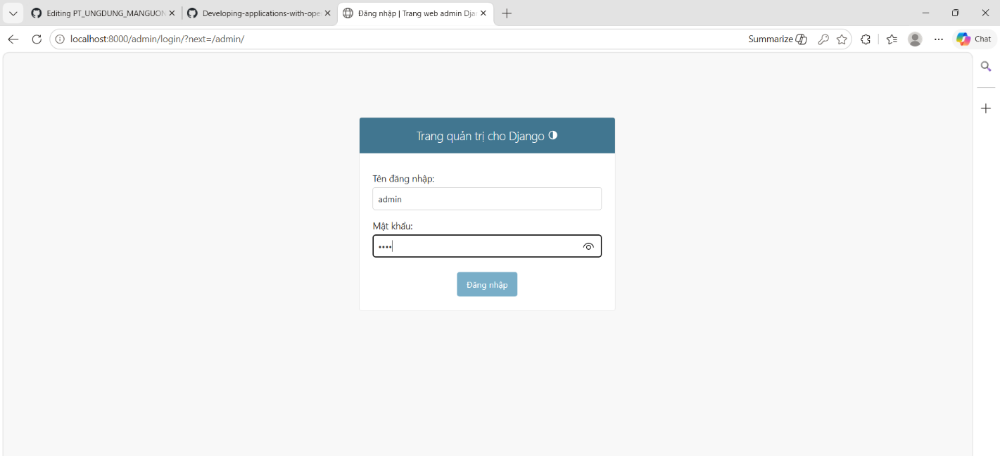 Editing PT_UNGDUNG_MANGUON
Developing-applications-with-ope
Đăng nhập | Trang web admin Dja
localhost:8000/admin/login/?next=/admin/
Summarize
Chat
Trang quản trị cho Django
Tên đăng nhập:
admin
Mật khẩu:
••••
Đăng nhập